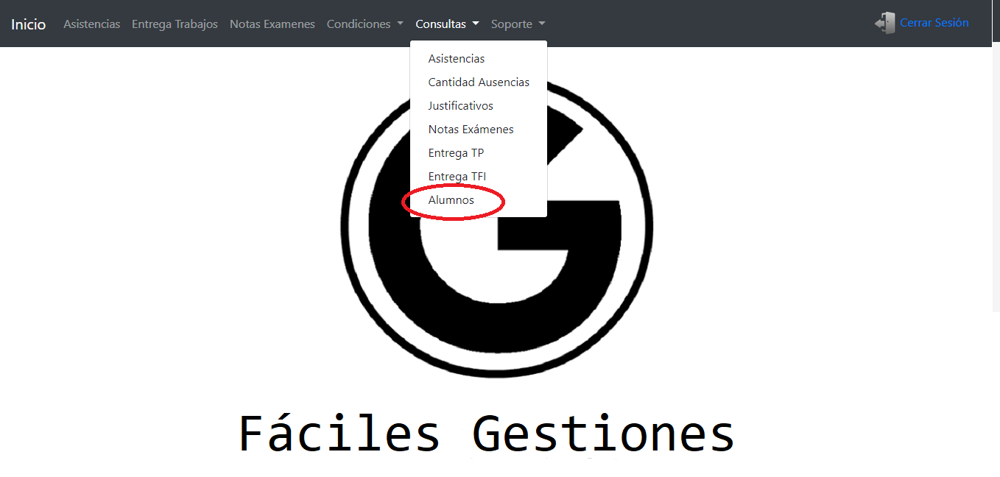 Inicio Asistencias Entrega Trabajos Notas Examenes Condiciones Consultas Soporte Cerrar Sesión
Asistencias
Cantidad Ausencias
Justificativos
Notas Exámenes
Entrega TP
Entrega TFI
Alumnos
Fáciles Gestiones